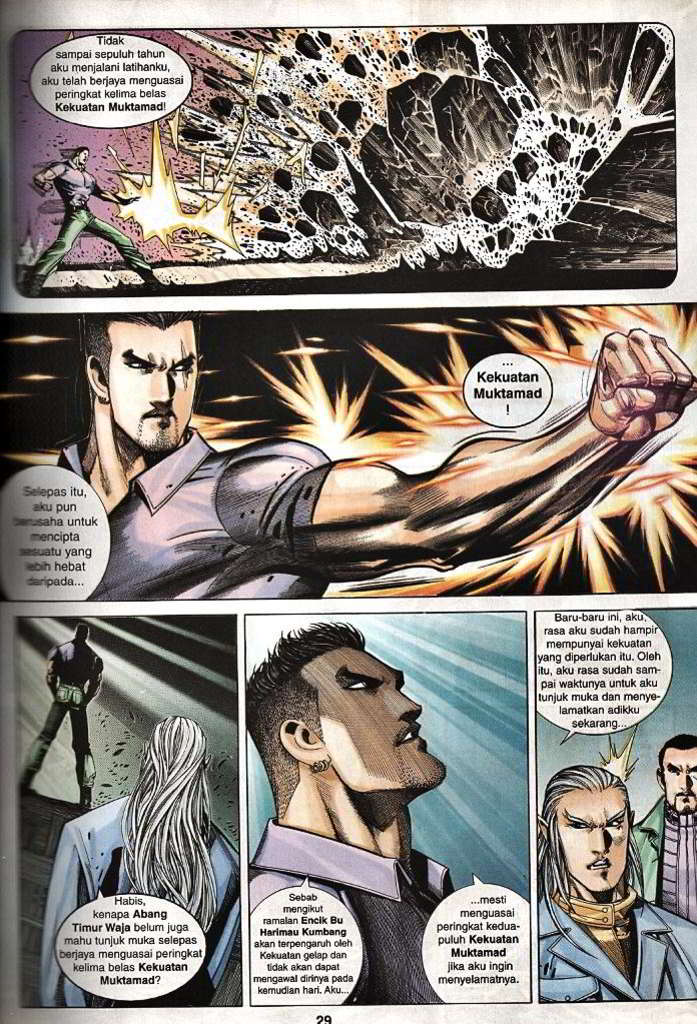 Tidak
sampai sepuluh tahun
aku menjalani latihanku,
aku telah berjaya menguasai
peringkat kelima belas
Kekuatan Muktamad!
...
Kekuatan
Muktamad
!
Selepas itu,
aku pun
berusaha untuk
mencipta
sesuatu yang
lebih hebat
daripada...
Habis,
kenapa Abang
Timur Waja belum juga
mahu tunjuk muka selepas
berjaya menguasai peringkat
kelima belas Kekuatan
Muktamad?
Sebab
mengikut
ramalan Encik Bu
Harimau Kumbang
akan terpengaruh oleh
Kekuatan gelap dan
tidak akan dapat
mengawal dirinya pada
kemudian hari. Aku...
...mesti
menguasai
peringkat kedua-
puluh Kekuatan
Muktamad
jika aku ingin
menyelamatnya.
Baru-baru ini, aku,
rasa aku sudah hampir
mempunyai kekuatan
yang diperlukan itu. Oleh
itu, aku rasa sudah sam-
pai waktunya untuk aku
tunjuk muka dan menye-
lamatkan adikku
sekarang...
29